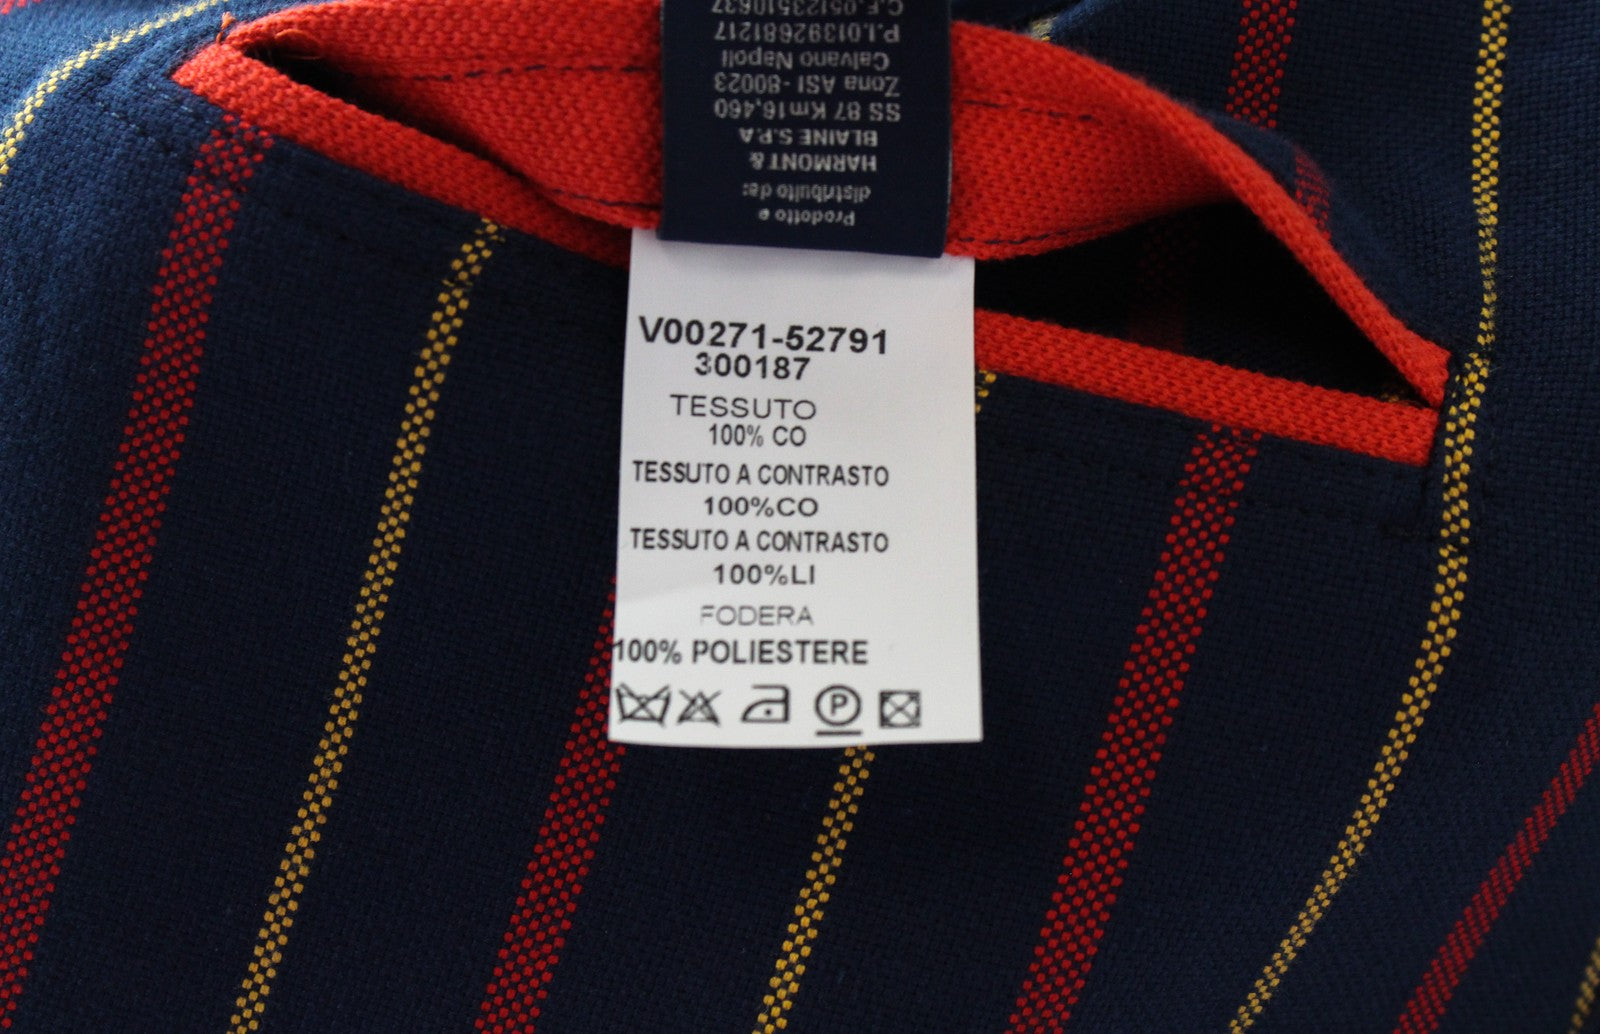 Prodotto e
distribuito da:
HARMONT &
BLAINE S.P.A
SS 87 Km16,460
Zona ASI - 80023
Caivano Napoli
P.I.01392681217
C.F.05123510637
V00271-52791
300187
TESSUTO
100% CO
TESSUTO A CONTRASTO
100%CO
TESSUTO A CONTRASTO
100%LI
FODERA
100% POLIESTERE
P